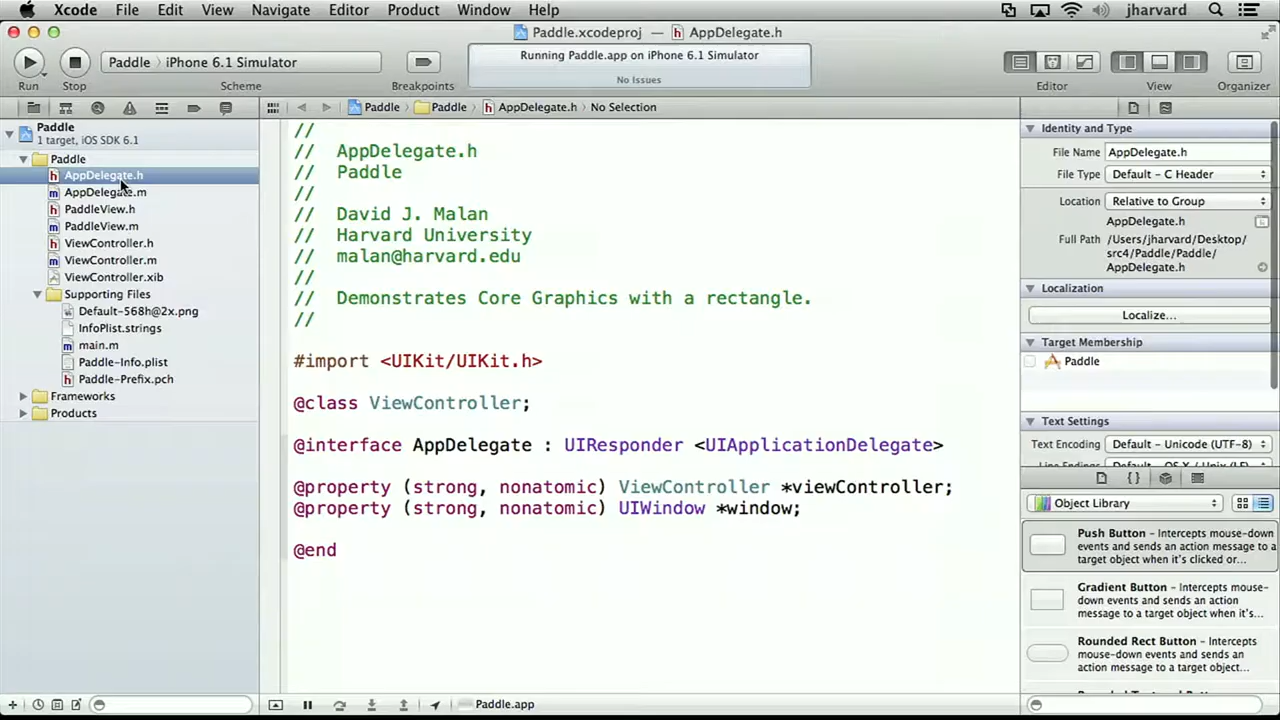 Xcode File Edit View Navigate Editor Product Window Help jharvard
Paddle.xcodeproj — AppDelegate.h
Paddle iPhone 6.1 Simulator
Running Paddle.app on iPhone 6.1 Simulator
No Issues
Run Stop Scheme Breakpoints Editor View Organizer
Paddle Paddle AppDelegate.h No Selection
Paddle
1 target, iOS SDK 6.1
Paddle
AppDelegate.h
AppDelegate.m
PaddleView.h
PaddleView.m
ViewController.h
ViewController.m
ViewController.xib
Supporting Files
Default-568h@2x.png
InfoPlist.strings
main.m
Paddle-Info.plist
Paddle-Prefix.pch
Frameworks
Products
//
// AppDelegate.h
// Paddle
//
// David J. Malan
// Harvard University
// malan@harvard.edu
//
// Demonstrates Core Graphics with a rectangle.
//
#import <UIKit/UIKit.h>
@class ViewController;
@interface AppDelegate : UIResponder <UIApplicationDelegate>
@property (strong, nonatomic) ViewController *viewController;
@property (strong, nonatomic) UIWindow *window;
@end
Paddle.app
Identity and Type
File Name AppDelegate.h
File Type Default - C Header
Location Relative to Group
AppDelegate.h
Full Path /Users/jharvard/Desktop/
src4/Paddle/Paddle/
AppDelegate.h
Localization
Localize...
Target Membership
Paddle
Text Settings
Text Encoding Default - Unicode (UTF-8)
Line Endings Default - OS X / Unix (LF)
Object Library
Push Button - Intercepts mouse-down
events and sends an action message to a
target object when it's clicked or...
Gradient Button - Intercepts mouse-
down events and sends an action
message to a target object when it's...
Rounded Rect Button - Intercepts
mouse-down events and sends an
action message to a target object...